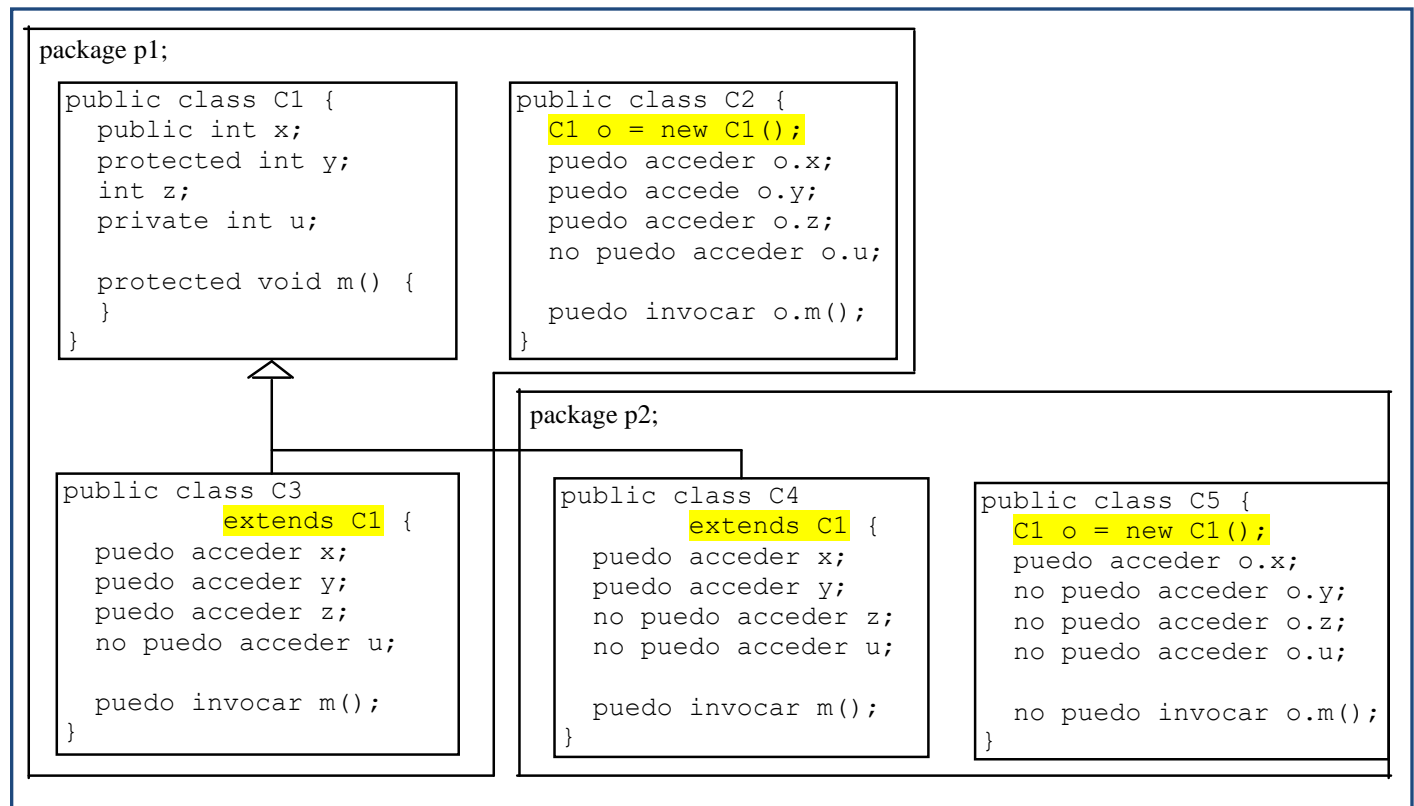 package p1;
public class C1 {
public int x;
protected int y;
int z;
private int u;
protected void m() {
}
}
public class C2 {
C1 o = new C1();
puedo acceder o.x;
puedo accede o.y;
puedo acceder o.z;
no puedo acceder o.u;
puedo invocar o.m();
}
public class C3
extends C1 {
puedo acceder x;
puedo acceder y;
puedo acceder z;
no puedo acceder u;
puedo invocar m();
}
package p2;
public class C4
extends C1 {
puedo acceder x;
puedo acceder y;
no puedo acceder z;
no puedo acceder u;
puedo invocar m();
}
public class C5 {
C1 o = new C1();
puedo acceder o.x;
no puedo acceder o.y;
no puedo acceder o.z;
no puedo acceder o.u;
no puedo invocar o.m();
}